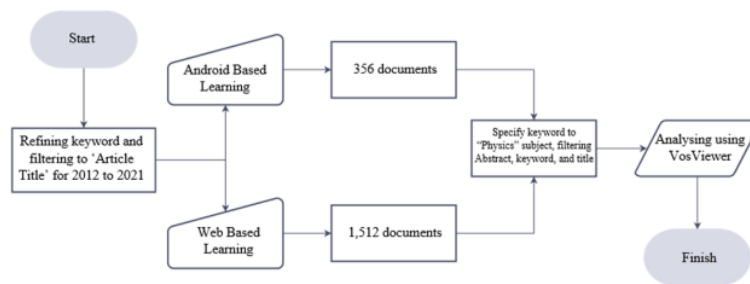 Start
Refining keyword and
filtering to 'Article
Title' for 2012 to 2021
Android Based
Learning
356 documents
Web Based
Learning
1,512 documents
Specify keyword to
"Physics" subject, filtering
Abstract, keyword, and title
Analysing using
VosViewer
Finish